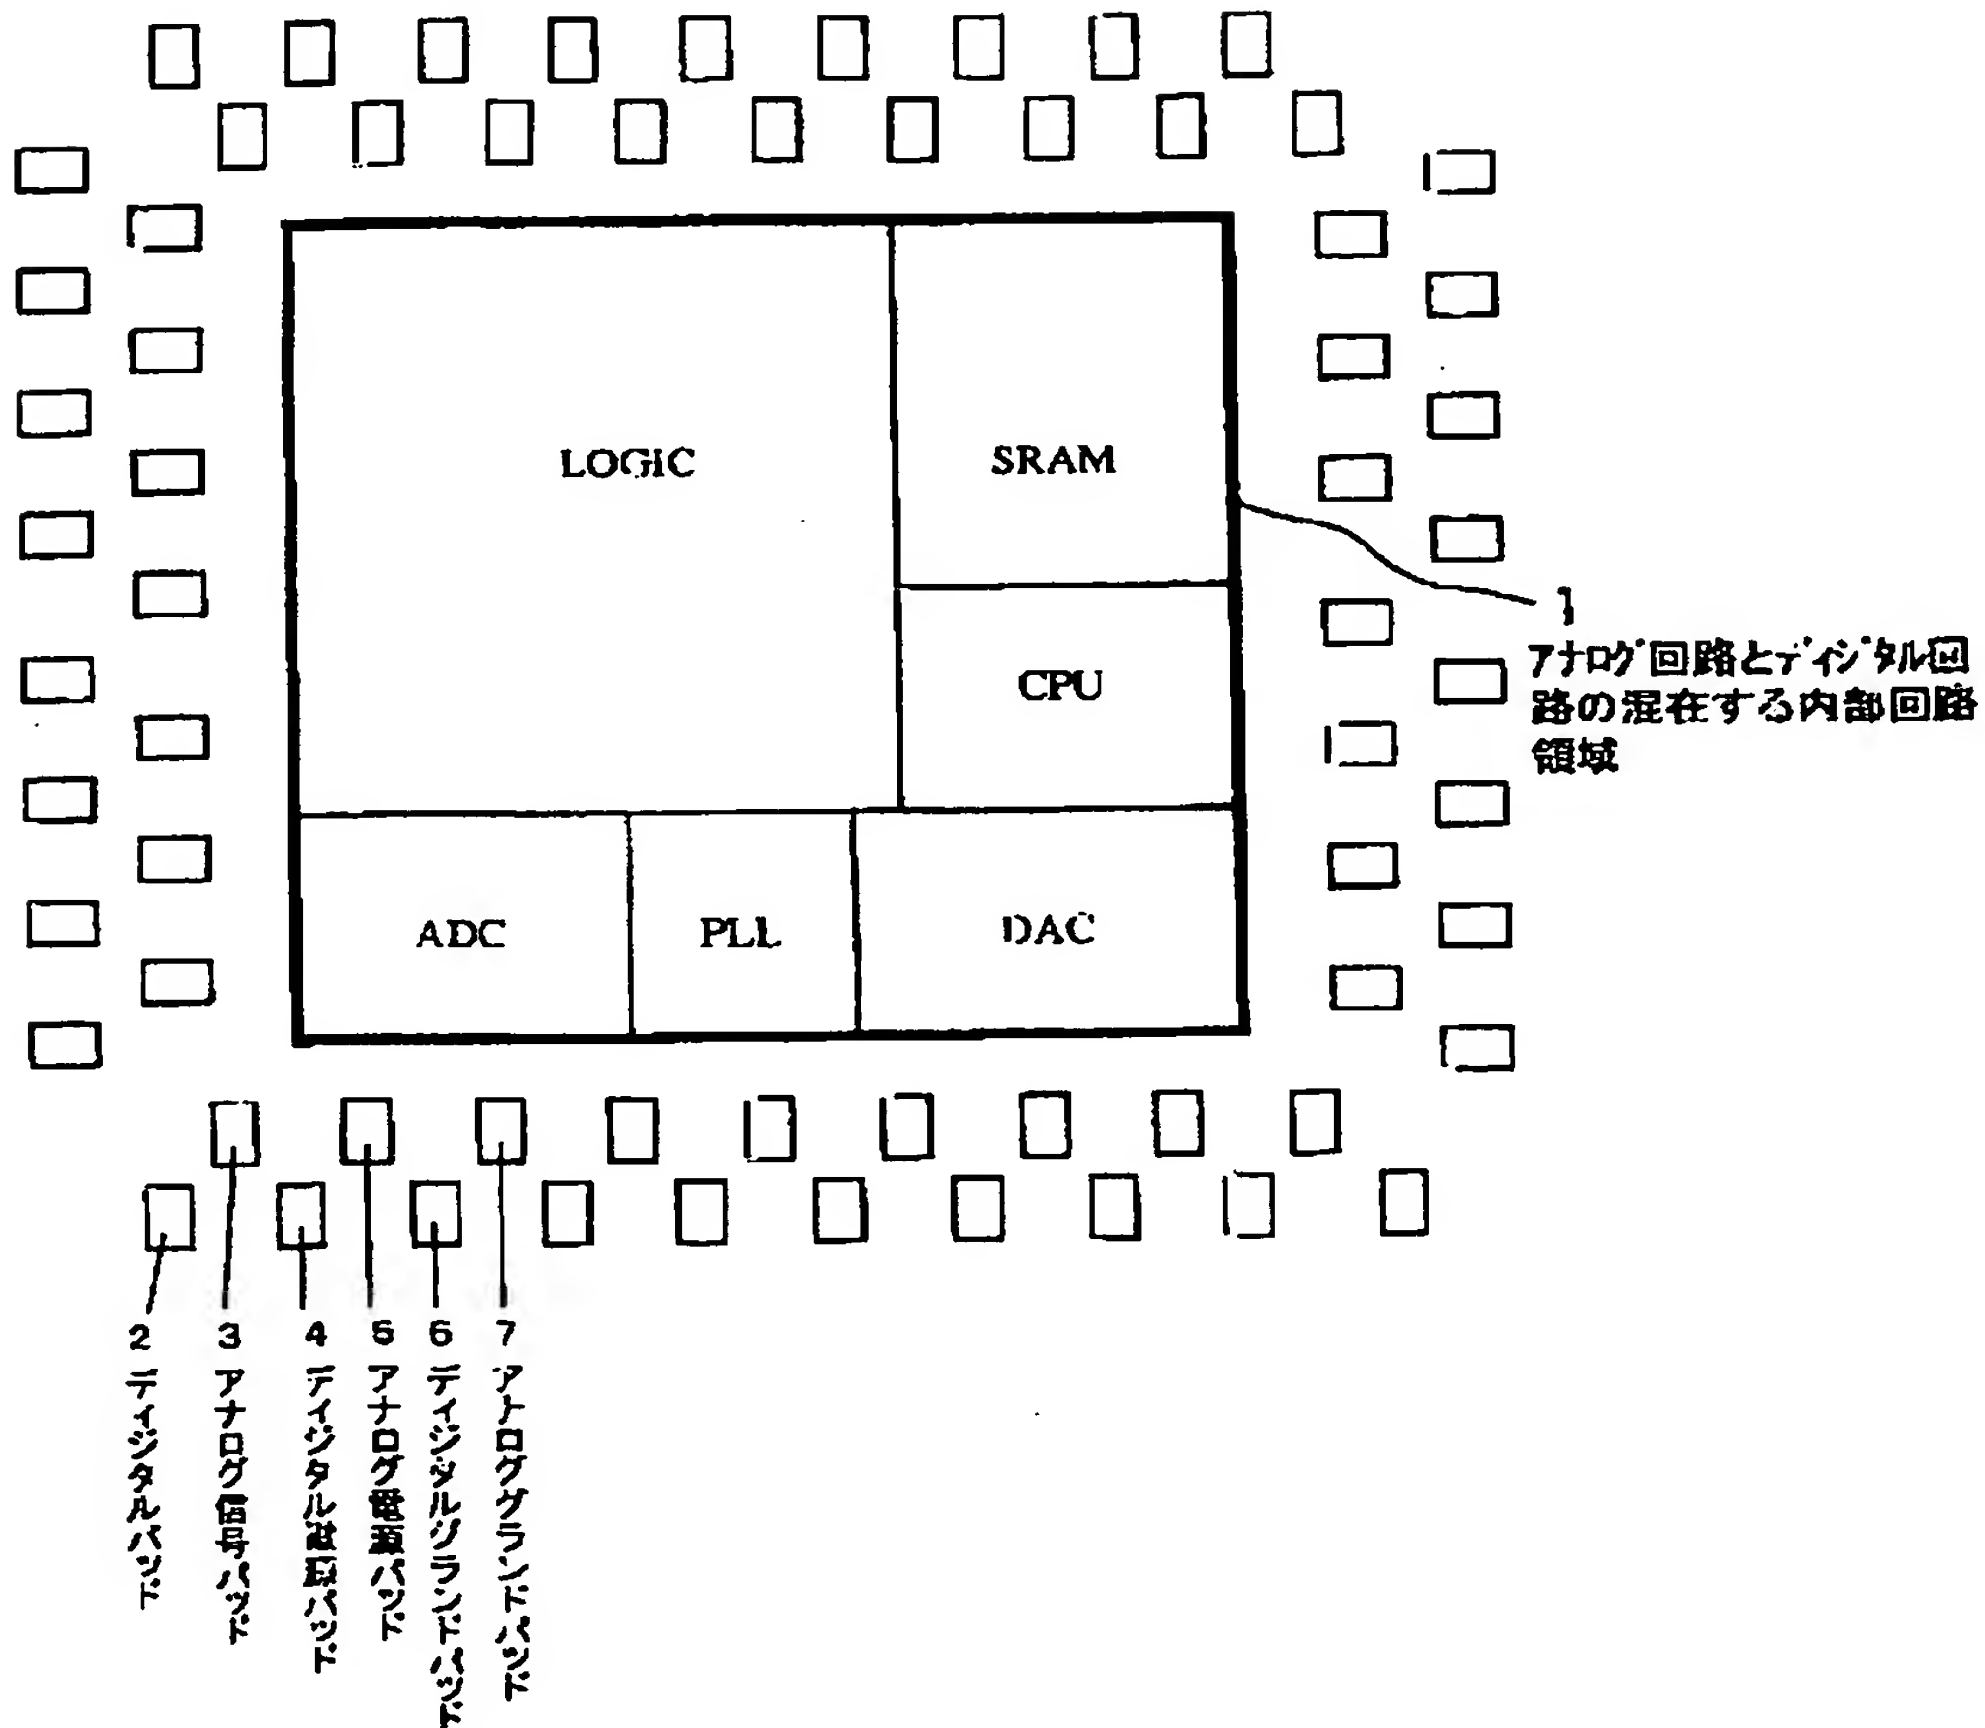 LOGIC
SRAM
CPU
ADC
PLL
DAC
1
アナログ回路とディジタル回
路の混在する内部回路
領域
2 ディジタルパッド
3 アナログ信号パッド
4 ディジタル電源パッド
5 アナログ電源パッド
6 ディジタルグランドパッド
7 アトロググランドパッド